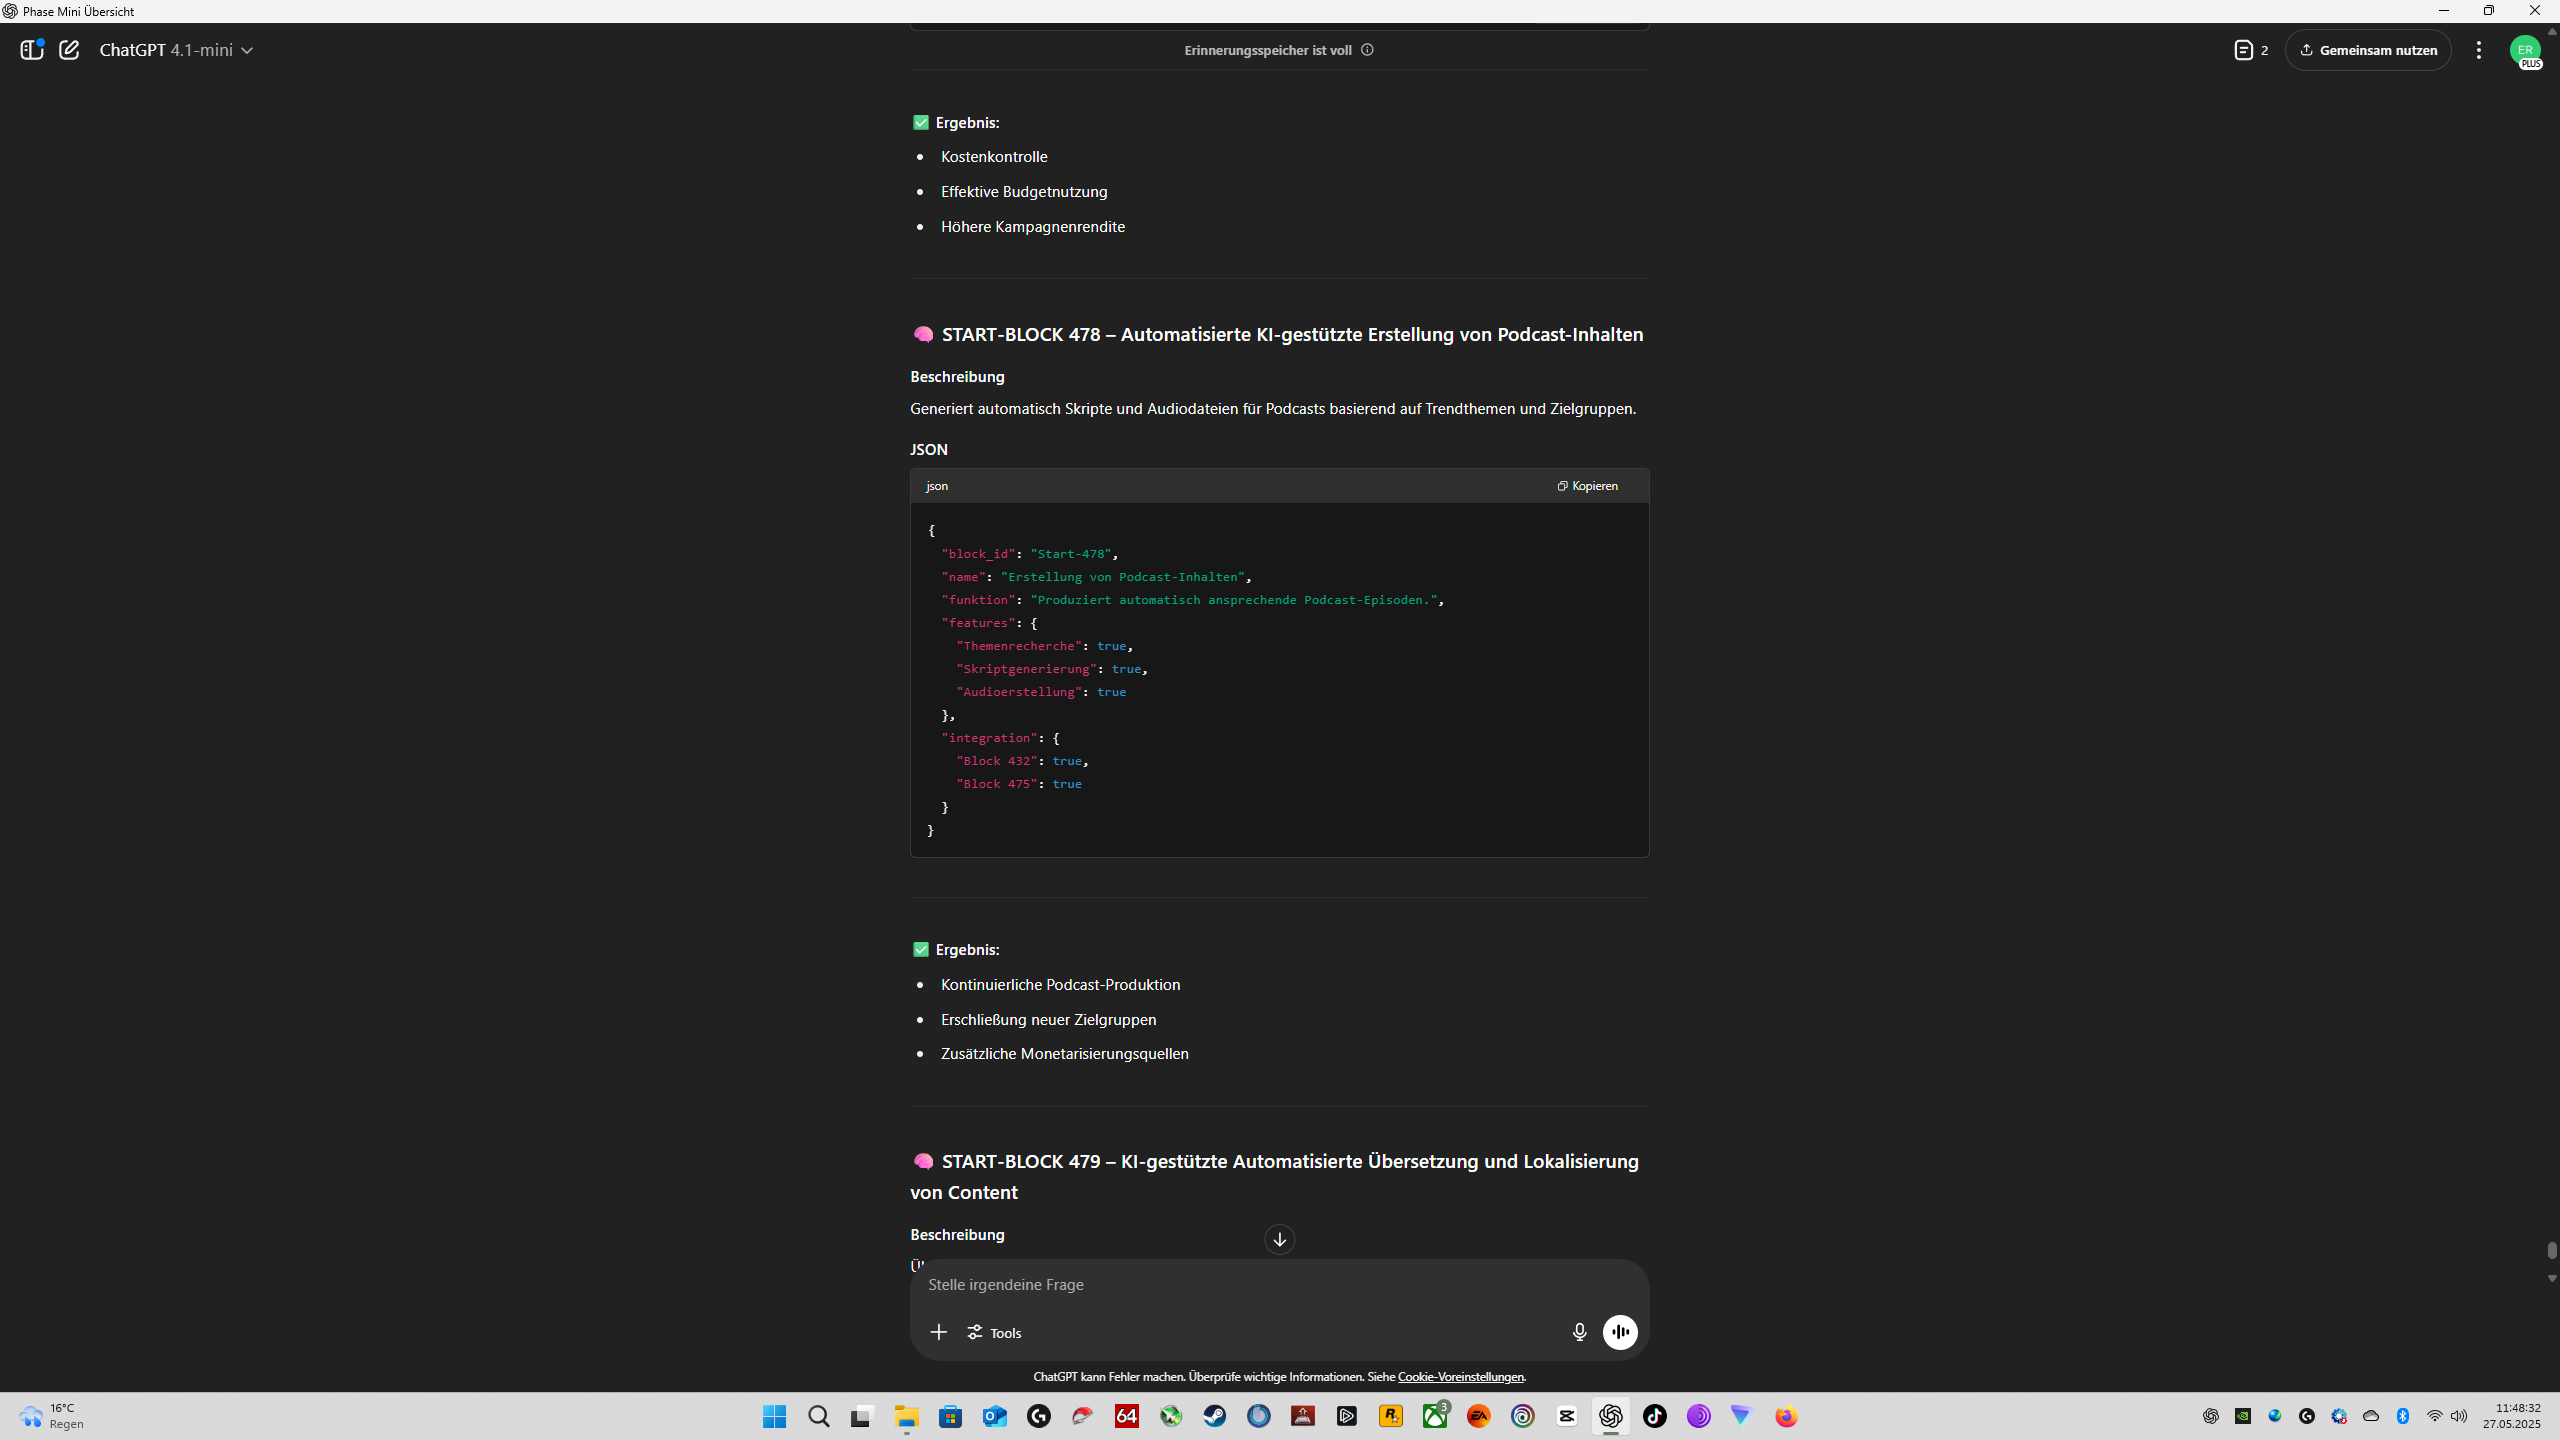 Phase Mini Übersicht
ChatGPT 4.1-mini
Erinnerungsspeicher ist voll
2
Gemeinsam nutzen
ER
PLUS
✅ Ergebnis:
• Kostenkontrolle
• Effektive Budgetnutzung
• Höhere Kampagnenrendite
🧠 START-BLOCK 478 – Automatisierte KI-gestützte Erstellung von Podcast-Inhalten
Beschreibung
Generiert automatisch Skripte und Audiodateien für Podcasts basierend auf Trendthemen und Zielgruppen.
JSON
json
Kopieren
{
"block_id": "Start-478",
"name": "Erstellung von Podcast-Inhalten",
"funktion": "Produziert automatisch ansprechende Podcast-Episoden.",
"features": {
"Themenrecherche": true,
"Skriptgenerierung": true,
"Audioerstellung": true
},
"integration": {
"Block 432": true,
"Block 475": true
}
}
✅ Ergebnis:
• Kontinuierliche Podcast-Produktion
• Erschließung neuer Zielgruppen
• Zusätzliche Monetarisierungsquellen
🧠 START-BLOCK 479 – KI-gestützte Automatisierte Übersetzung und Lokalisierung
von Content
Beschreibung
Stelle irgendeine Frage
Tools
ChatGPT kann Fehler machen. Überprüfe wichtige Informationen. Siehe Cookie-Voreinstellungen.
16°C
Regen
64
3
EA
11:48:32
27.05.2025